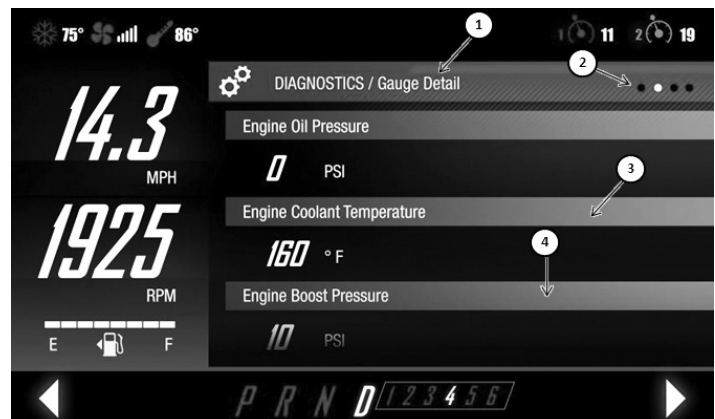 75° 86° 1 11 2 19
1
2
DIAGNOSTICS / Gauge Detail
14.3
MPH
Engine Oil Pressure
0 PSI
3
Engine Coolant Temperature
160 ° F
4
1925
RPM
Engine Boost Pressure
10 PSI
E F
P R N D 1 2 3 4 5 6